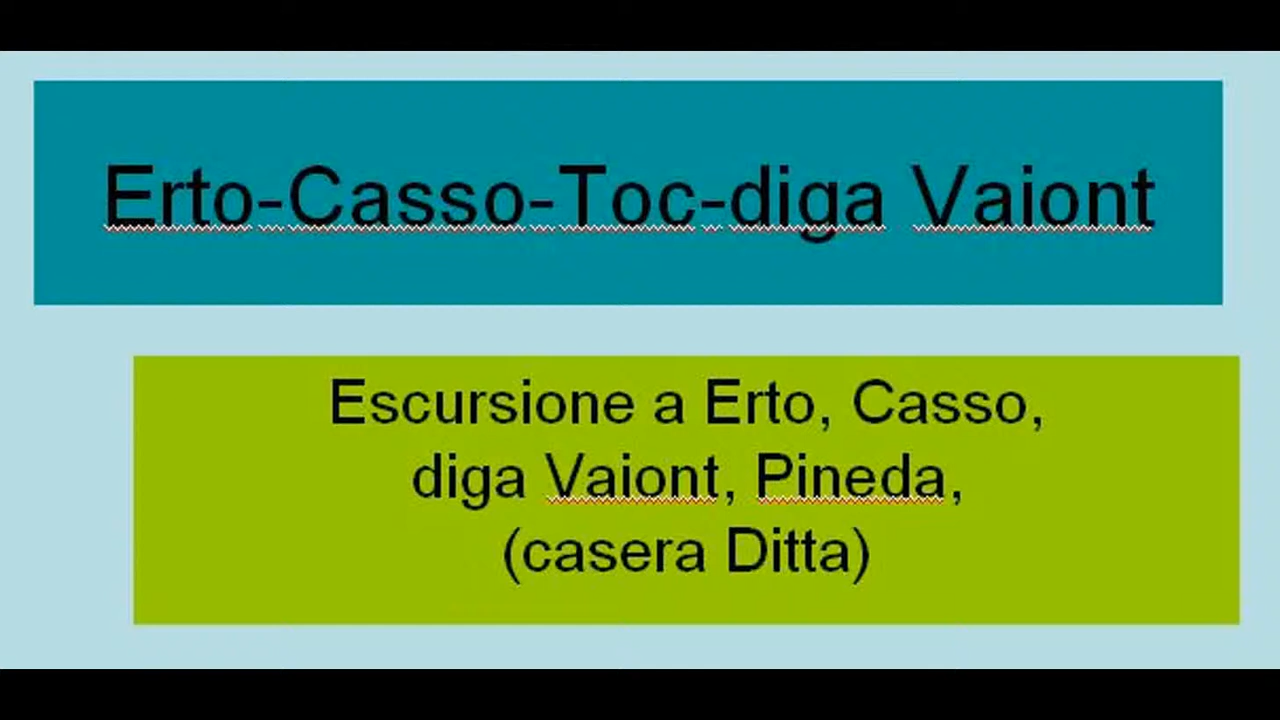 Erto-Casso-Toc-diga Vaiont
Escursione a Erto, Casso,
diga Vaiont, Pineda,
(casera Ditta)